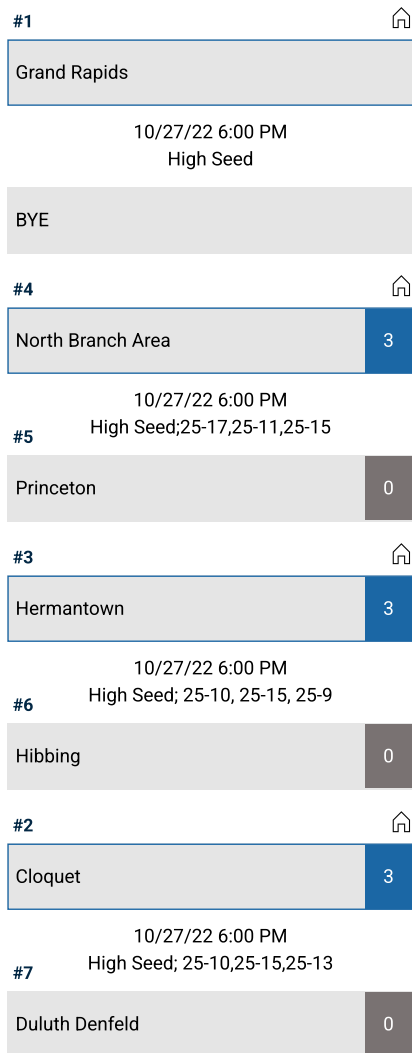 #1
Grand Rapids
10/27/22 6:00 PM
High Seed
BYE
#4
North Branch Area 3
10/27/22 6:00 PM
High Seed;25-17,25-11,25-15
#5
Princeton 0
#3
Hermantown 3
10/27/22 6:00 PM
High Seed; 25-10, 25-15, 25-9
#6
Hibbing 0
#2
Cloquet 3
10/27/22 6:00 PM
High Seed; 25-10,25-15,25-13
#7
Duluth Denfeld 0